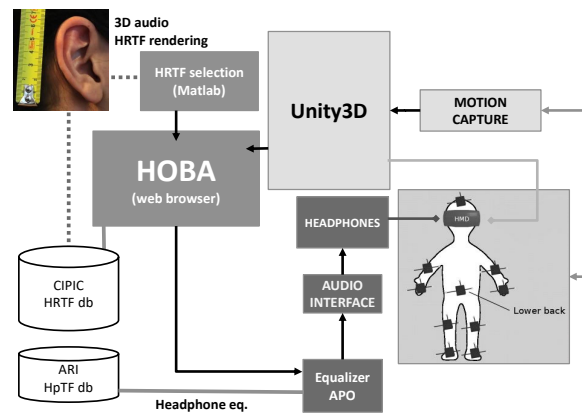 3D audio
HRTF rendering
HRTF selection
(Matlab)
Unity3D
MOTION
CAPTURE
HOBA
(web browser)
HEADPHONES
HMD
CIPIC
HRTF db
AUDIO
INTERFACE
Lower back
ARI
HpTF db
Equalizer
APO
Headphone eq.